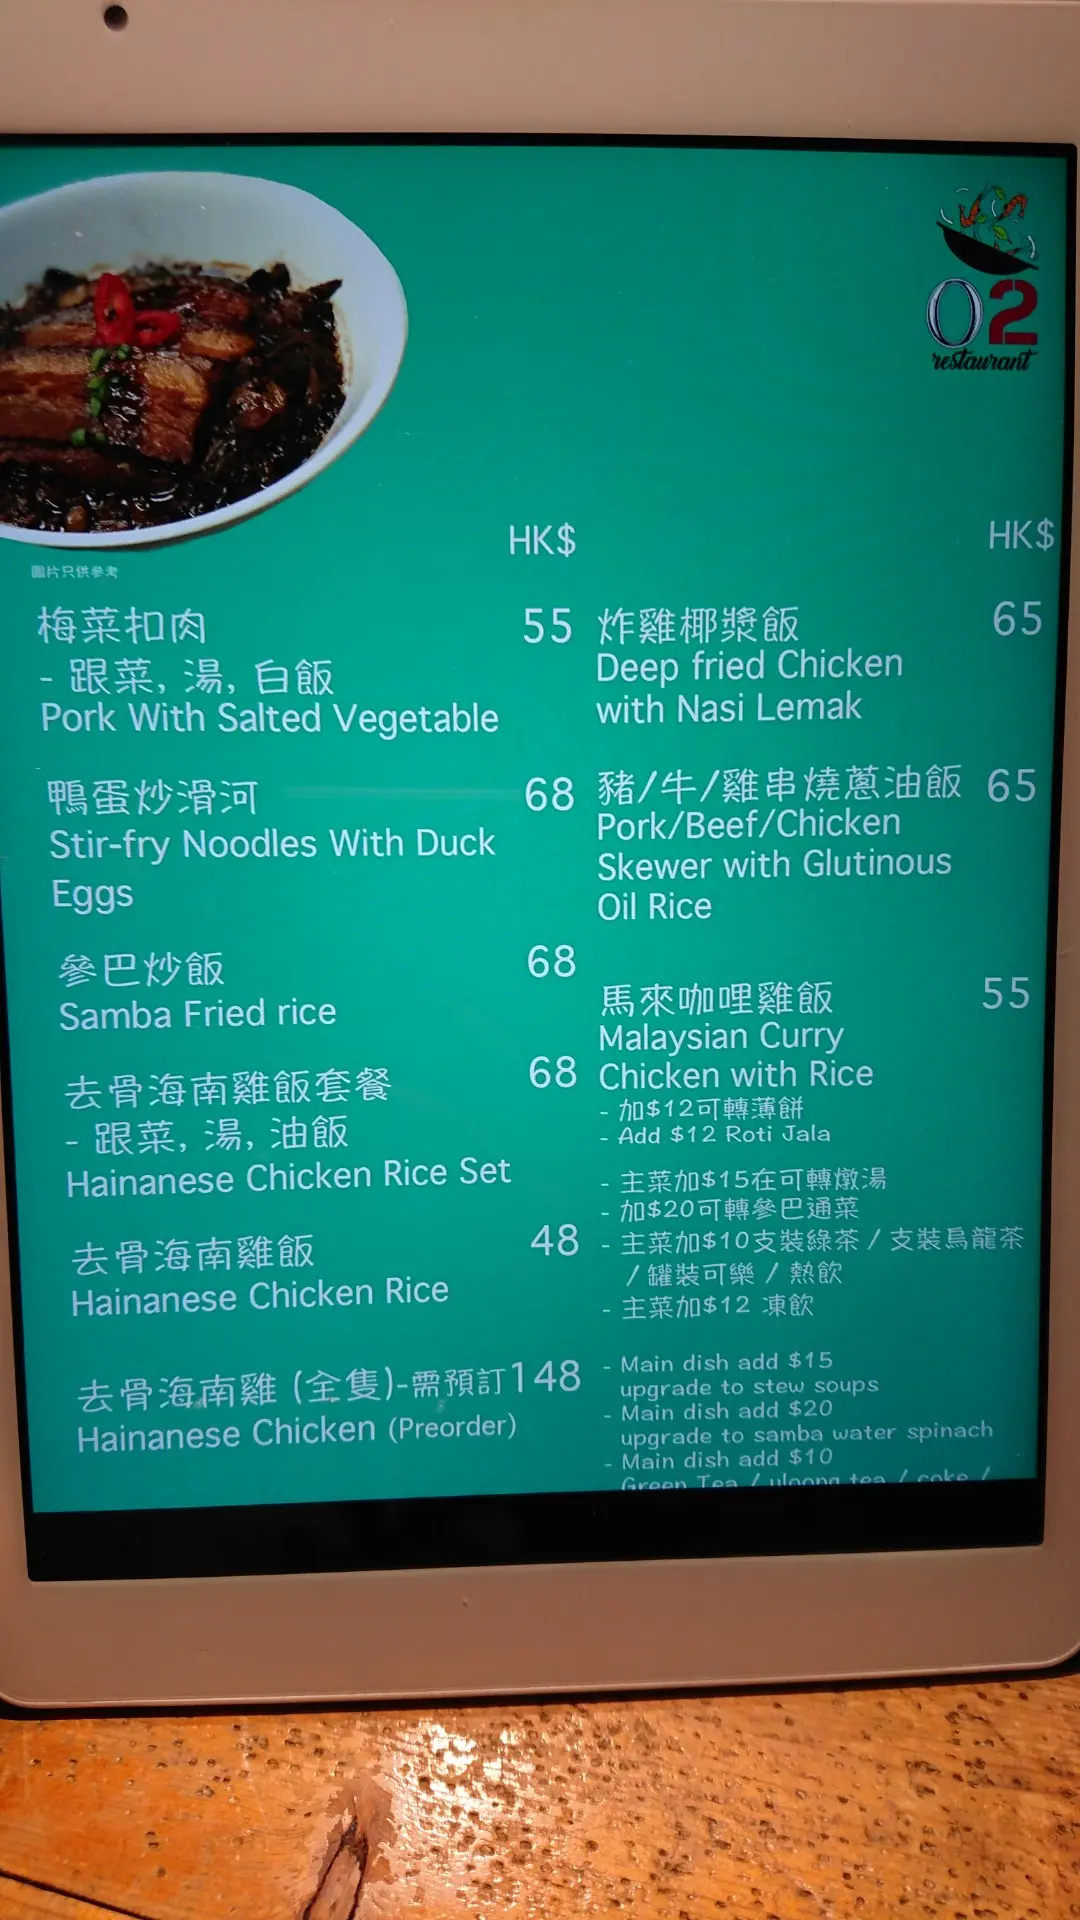 O2
restaurant
HK$
圖片只供參考
梅菜扣肉 55
- 跟菜, 湯, 白飯
Pork With Salted Vegetable
鴨蛋炒滑河 68
Stir-fry Noodles With Duck
Eggs
參巴炒飯 68
Samba Fried rice
去骨海南雞飯套餐 68
- 跟菜, 湯, 油飯
Hainanese Chicken Rice Set
去骨海南雞飯 48
Hainanese Chicken Rice
去骨海南雞 (全隻)-需預訂 148
Hainanese Chicken (Preorder)
HK$
炸雞椰漿飯 65
Deep fried Chicken
with Nasi Lemak
豬/牛/雞串燒蔥油飯 65
Pork/Beef/Chicken
Skewer with Glutinous
Oil Rice
馬來咖哩雞飯 55
Malaysian Curry
Chicken with Rice
- 加$12可轉薄餅
- Add $12 Roti Jala
- 主菜加$15在可轉燉湯
- 加$20可轉參巴通菜
- 主菜加$10支裝綠茶 / 支裝烏龍茶
/ 罐裝可樂 / 熱飲
- 主菜加$12 凍飲
- Main dish add $15
upgrade to stew soups
- Main dish add $20
upgrade to samba water spinach
- Main dish add $10
Green Tea / uloong tea / coke /